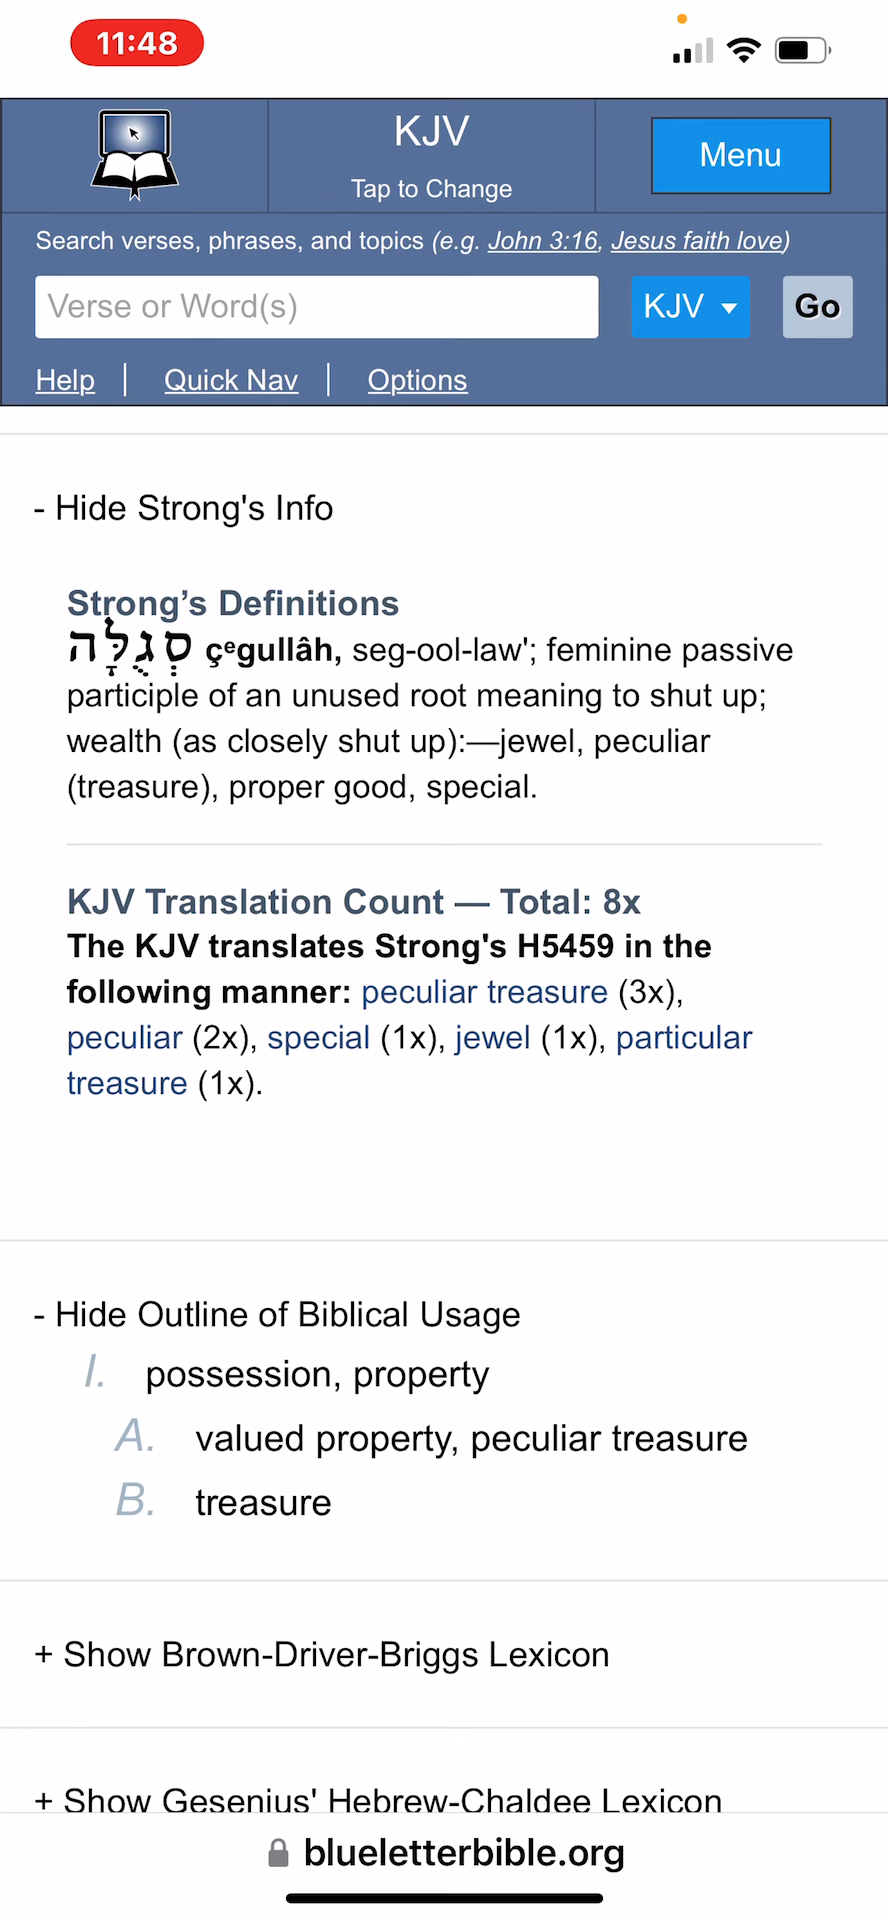 11:48
KJV
Tap to Change
Menu
Search verses, phrases, and topics (e.g. John 3:16, Jesus faith love)
Verse or Word(s)
KJV
Go
Help | Quick Nav | Options
- Hide Strong's Info
Strong’s Definitions
סְגֻלָּה çᵉgullâh, seg-ool-law'; feminine passive
participle of an unused root meaning to shut up;
wealth (as closely shut up):—jewel, peculiar
(treasure), proper good, special.
KJV Translation Count — Total: 8x
The KJV translates Strong's H5459 in the
following manner: peculiar treasure (3x),
peculiar (2x), special (1x), jewel (1x), particular
treasure (1x).
- Hide Outline of Biblical Usage
I. possession, property
A. valued property, peculiar treasure
B. treasure
+ Show Brown-Driver-Briggs Lexicon
+ Show Gesenius' Hebrew-Chaldee Lexicon
blueletterbible.org